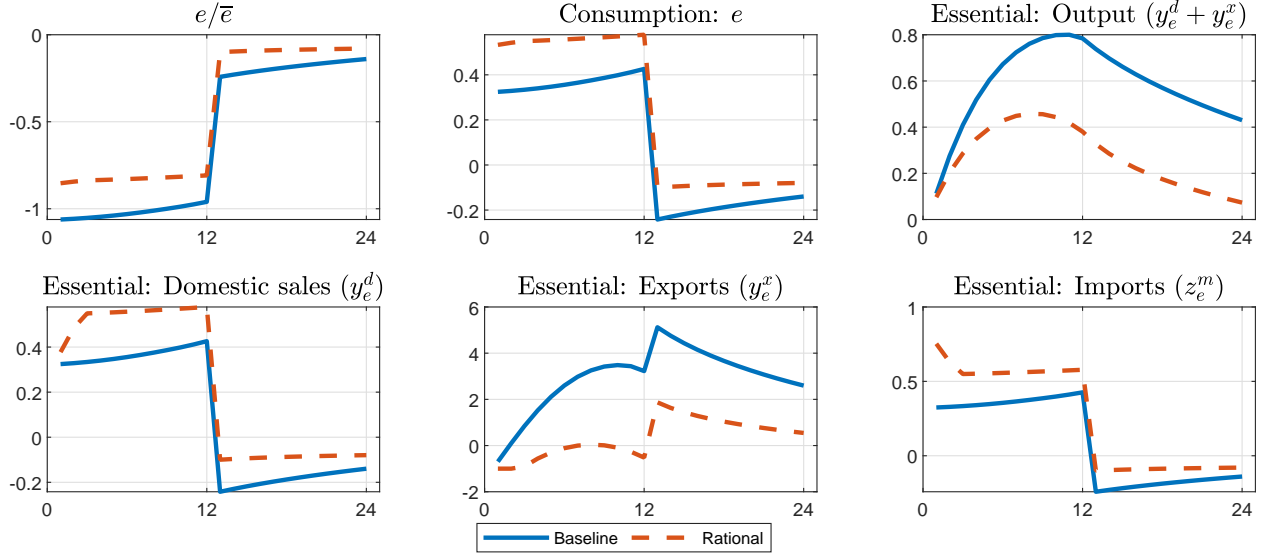 e/e̅
Consumption: e
Essential: Output (y_e^d + y_e^x)
0
-0.5
-1
0 12 24
0.4
0.2
0
-0.2
0 12 24
0.8
0.6
0.4
0.2
0
0 12 24
Essential: Domestic sales (y_e^d)
Essential: Exports (y_e^x)
Essential: Imports (z_e^m)
0.4
0.2
0
-0.2
0 12 24
6
4
2
0
-2
0 12 24
1
0.5
0
0 12 24
Baseline Rational